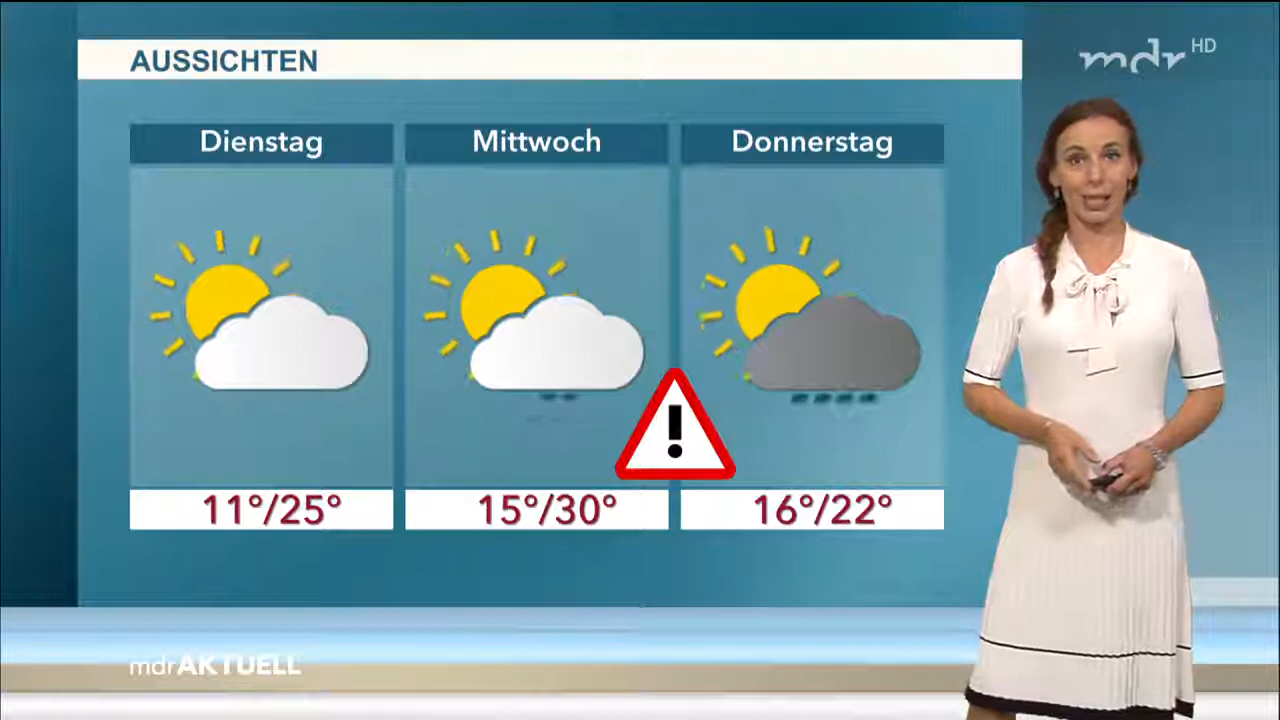 AUSSICHTEN
mdr HD
Dienstag
Mittwoch
Donnerstag
!
11°/25°
15°/30°
16°/22°
mdrAKTUELL